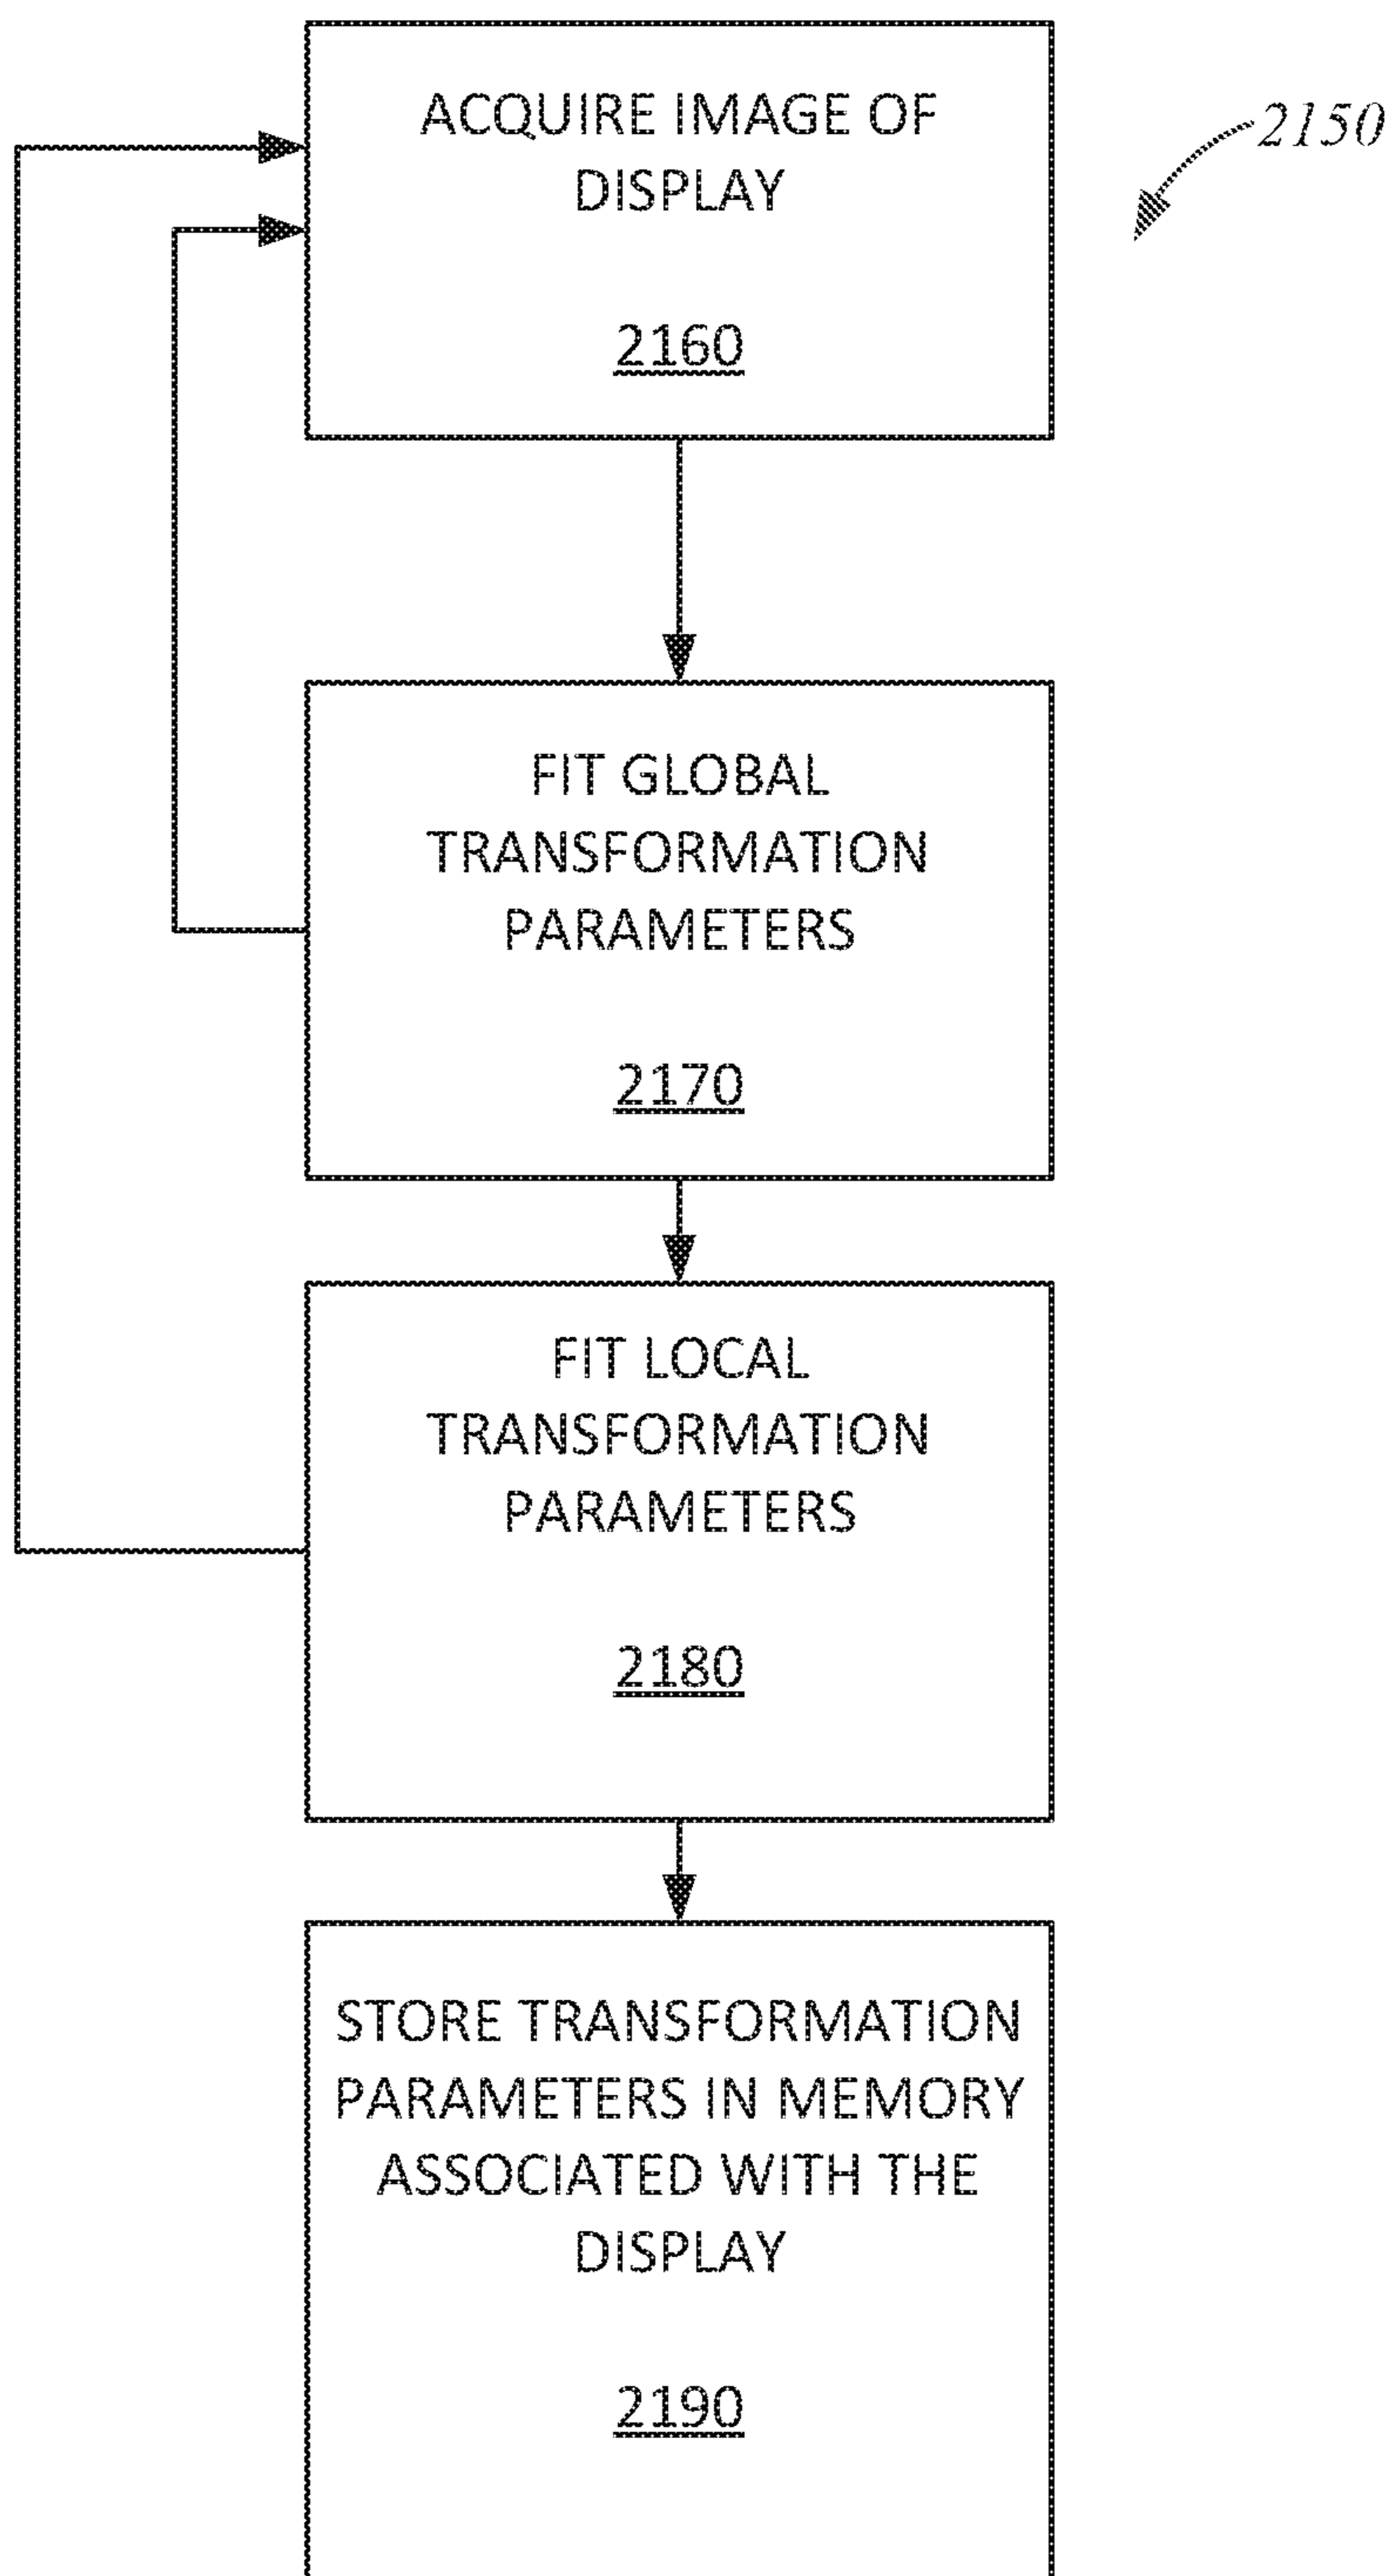 ACQUIRE IMAGE OF
DISPLAY
2160
2150
FIT GLOBAL
TRANSFORMATION
PARAMETERS
2170
FIT LOCAL
TRANSFORMATION
PARAMETERS
2180
STORE TRANSFORMATION
PARAMETERS IN MEMORY
ASSOCIATED WITH THE
DISPLAY
2190